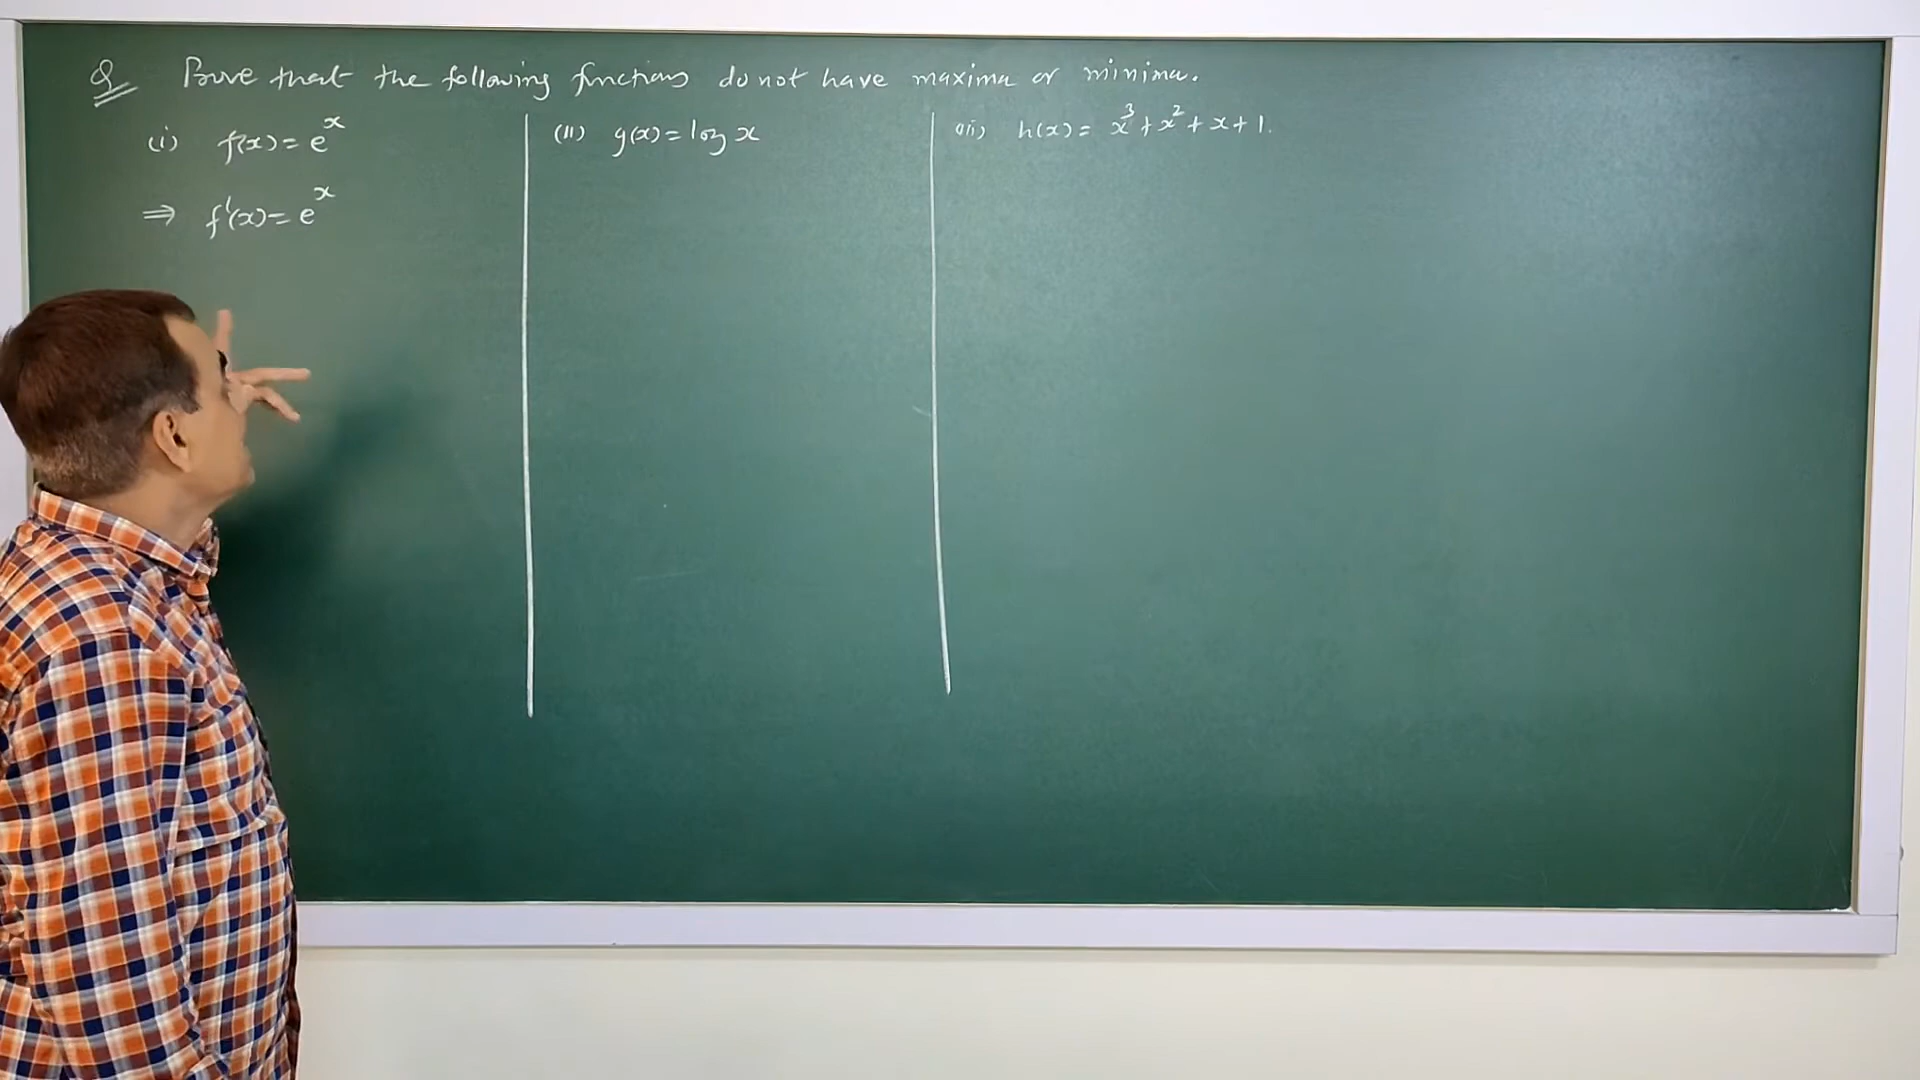 Q Prove that the following functions do not have maxima or minima.
(i) f(x) = e^x
⇒ f'(x) = e^x
(ii) g(x) = log x
(iii) h(x) = x^3 + x^2 + x + 1.